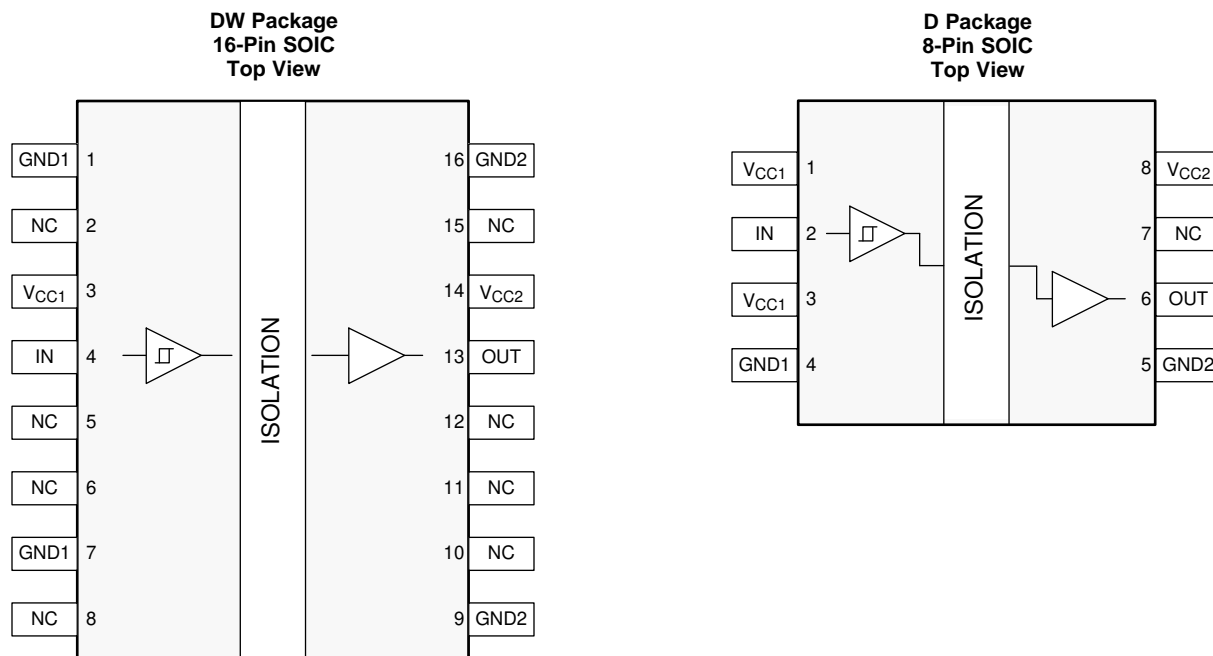 DW Package
16-Pin SOIC
Top View
GND1 1
NC 2
VCC1 3
IN 4
NC 5
NC 6
GND1 7
NC 8
ISOLATION
16 GND2
15 NC
14 VCC2
13 OUT
12 NC
11 NC
10 NC
9 GND2
D Package
8-Pin SOIC
Top View
VCC1 1
IN 2
VCC1 3
GND1 4
ISOLATION
8 VCC2
7 NC
6 OUT
5 GND2